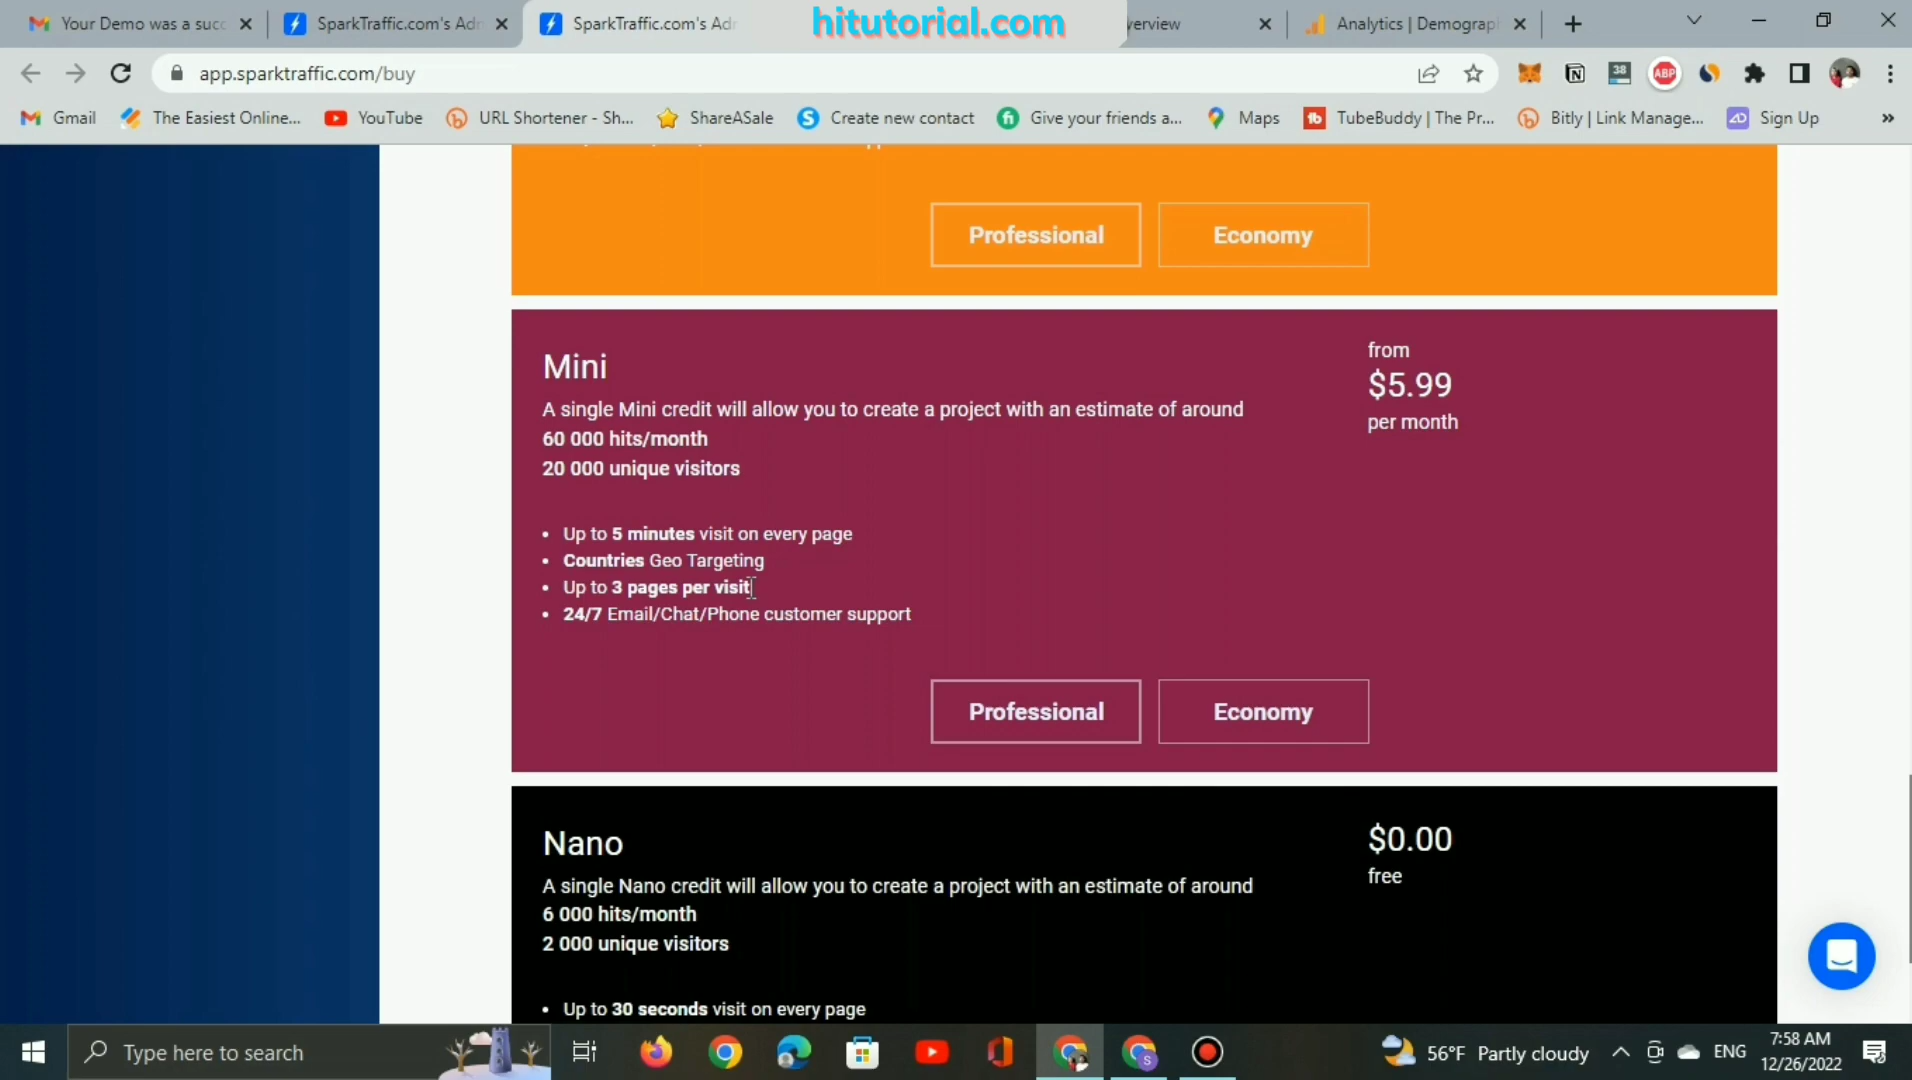 Your Demo was a succ
SparkTraffic.com's Adm
SparkTraffic.com's Ad
hitutorial.com
erview
Analytics | Demograp
app.sparktraffic.com/buy
38
ABP
Gmail
The Easiest Online...
YouTube
URL Shortener - Sh...
ShareASale
Create new contact
Give your friends a...
Maps
TubeBuddy | The Pr...
Bitly | Link Manage...
Sign Up
»
Professional
Economy
Mini
from
$5.99
per month
A single Mini credit will allow you to create a project with an estimate of around
60 000 hits/month
20 000 unique visitors
• Up to 5 minutes visit on every page
• Countries Geo Targeting
• Up to 3 pages per visit
• 24/7 Email/Chat/Phone customer support
Professional
Economy
Nano
$0.00
free
A single Nano credit will allow you to create a project with an estimate of around
6 000 hits/month
2 000 unique visitors
• Up to 30 seconds visit on every page
Type here to search
56°F Partly cloudy
ENG
7:58 AM
12/26/2022